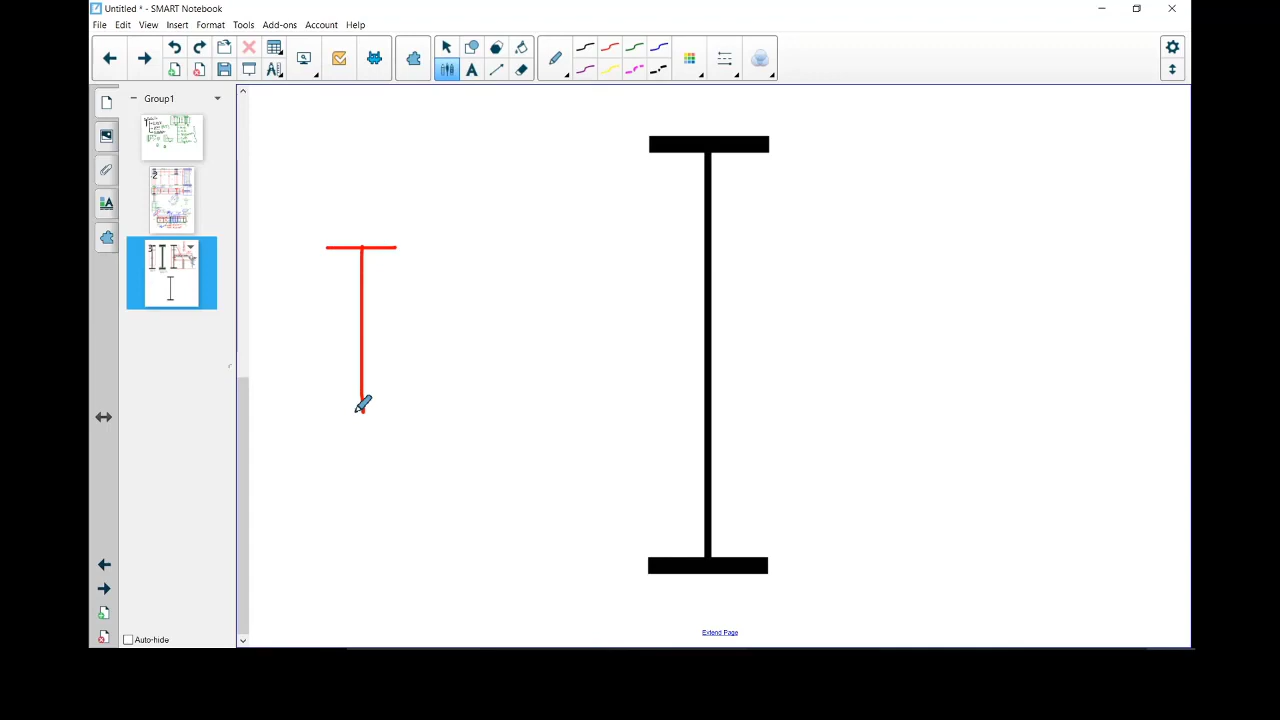 Untitled * - SMART Notebook
File Edit View Insert Format Tools Add-ons Account Help
Group1
Extend Page
Auto-hide